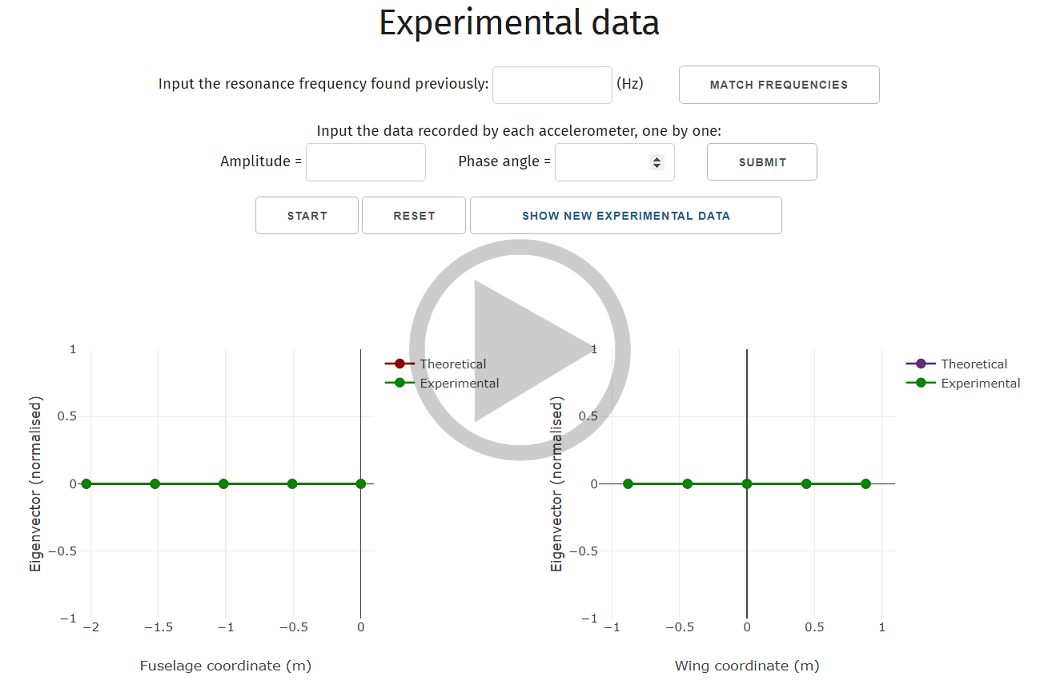 Experimental data
Input the resonance frequency found previously: (Hz) MATCH FREQUENCIES
Input the data recorded by each accelerometer, one by one:
Amplitude = Phase angle = SUBMIT
START RESET SHOW NEW EXPERIMENTAL DATA
Eigenvector (normalised)
1
0.5
0
−0.5
−1
−2 −1.5 −1 −0.5 0
Fuselage coordinate (m)
Theoretical
Experimental
Eigenvector (normalised)
1
0.5
0
−0.5
−1
−1 −0.5 0 0.5 1
Wing coordinate (m)
Theoretical
Experimental